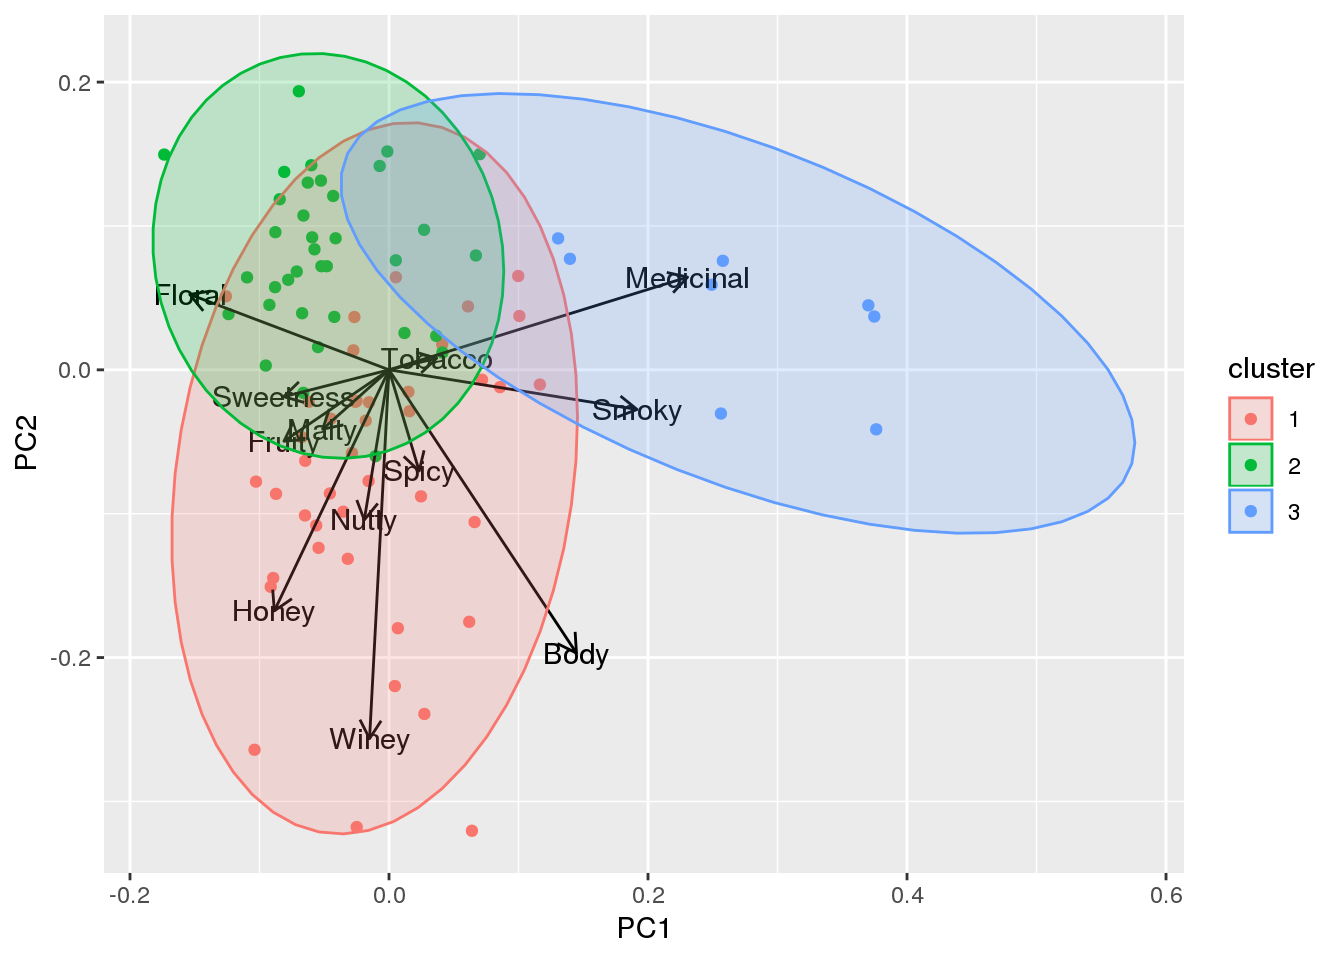 0.2
0.0
-0.2
PC2
Floral
Medicinal
Tobacco
Sweetness
Smoky
Malty
Fruity
Spicy
Nutty
Honey
Body
Winey
-0.2 0.0 0.2 0.4 0.6
PC1
cluster
1
2
3